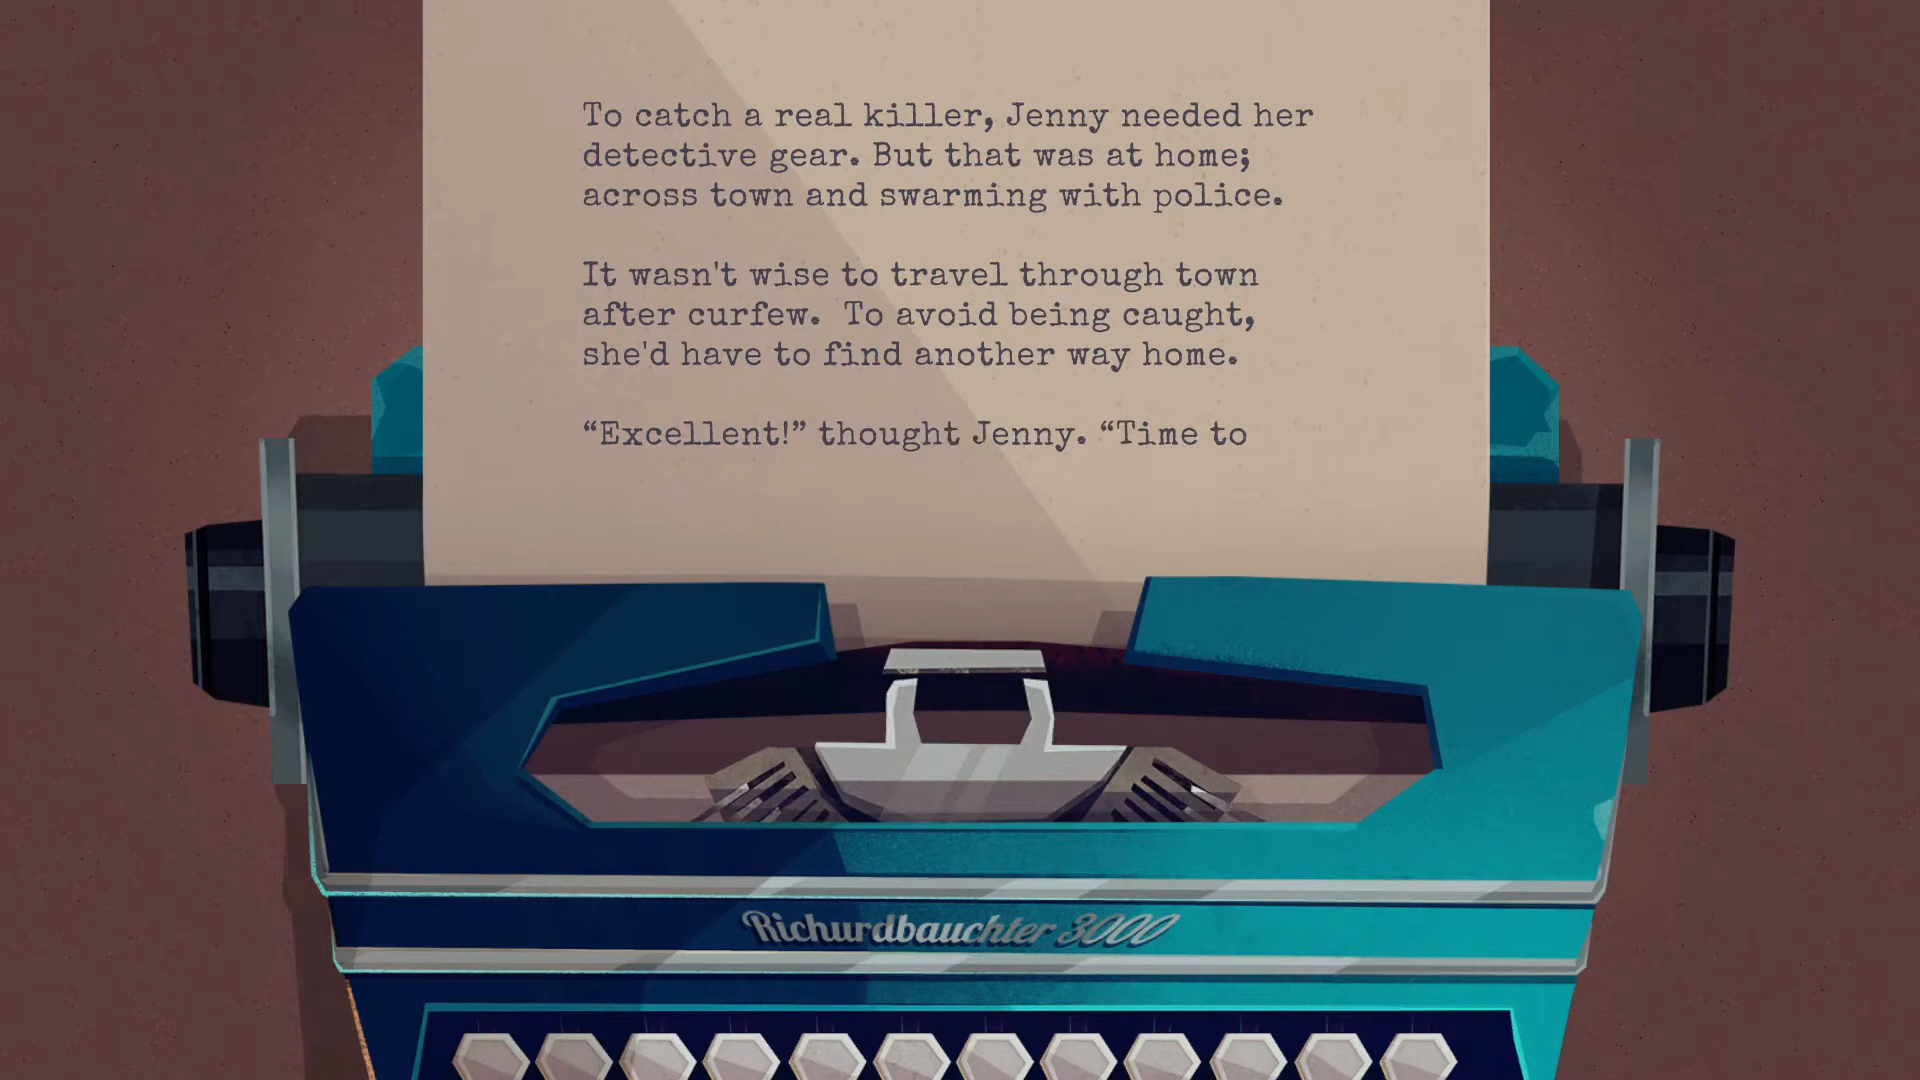 To catch a real killer, Jenny needed her
detective gear. But that was at home;
across town and swarming with police.
It wasn't wise to travel through town
after curfew.  To avoid being caught,
she'd have to find another way home.
“Excellent!” thought Jenny. “Time to
Richurdbauchter 3000